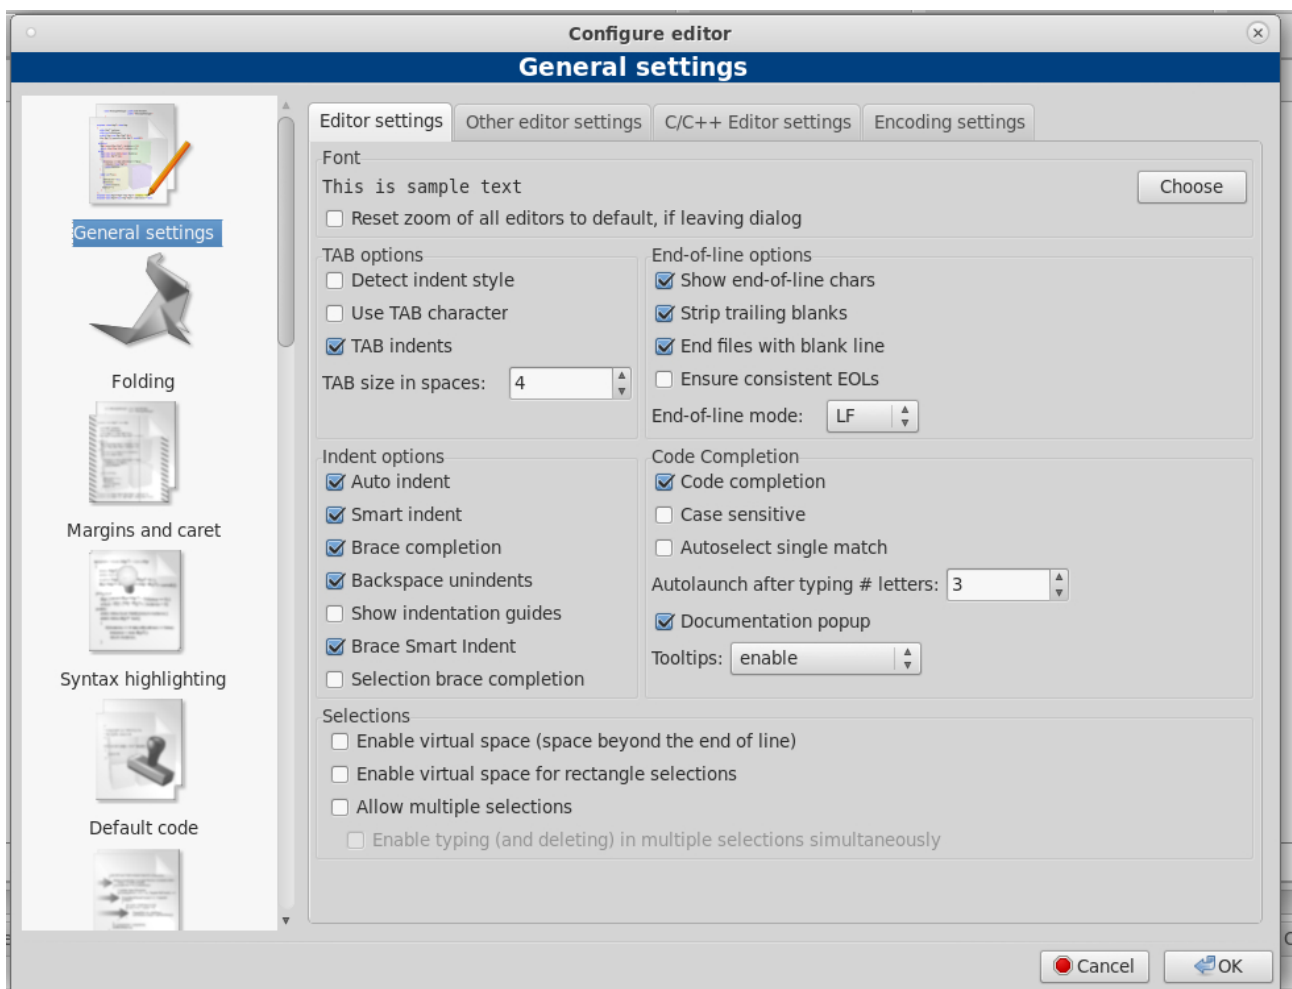 Configure editor
General settings
General settings
Folding
Margins and caret
Syntax highlighting
Default code
Editor settings
Other editor settings
C/C++ Editor settings
Encoding settings
Font
This is sample text
Choose
Reset zoom of all editors to default, if leaving dialog
TAB options
Detect indent style
Use TAB character
TAB indents
TAB size in spaces: 4
End-of-line options
Show end-of-line chars
Strip trailing blanks
End files with blank line
Ensure consistent EOLs
End-of-line mode: LF
Indent options
Auto indent
Smart indent
Brace completion
Backspace unindents
Show indentation guides
Brace Smart Indent
Selection brace completion
Code Completion
Code completion
Case sensitive
Autoselect single match
Autolaunch after typing # letters: 3
Documentation popup
Tooltips: enable
Selections
Enable virtual space (space beyond the end of line)
Enable virtual space for rectangle selections
Allow multiple selections
Enable typing (and deleting) in multiple selections simultaneously
Cancel
OK